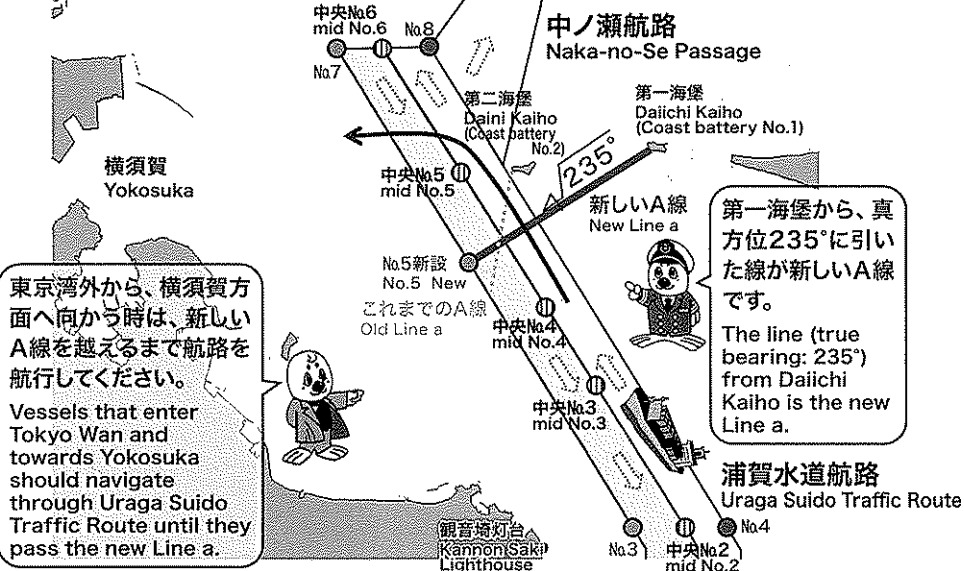 中央№6
mid No.6
№8
№7
中ノ瀬航路
Naka-no-Se Passage
第二海堡
Daini Kaiho
(Coast battery
No.2)
第一海堡
Daiichi Kaiho
(Coast battery No.1)
235°
横須賀
Yokosuka
中央№5
mid No.5
新しいA線
New Line a
№5新設
No.5 New
これまでのA線
Old Line a
中央№4
mid No.4
第一海堡から、真
方位235°に引い
た線が新しいA線
です。
The line (true
bearing: 235°)
from Daiichi
Kaiho is the new
Line a.
東京湾外から、横須賀方
面へ向かう時は、新しい
A線を越えるまで航路を
航行してください。
Vessels that enter
Tokyo Wan and
towards Yokosuka
should navigate
through Uraga Suido
Traffic Route until they
pass the new Line a.
中央№3
mid No.3
浦賀水道航路
Uraga Suido Traffic Route
観音埼灯台
Kannon Saki
Lighthouse
№3
中央№2
mid No.2
№4